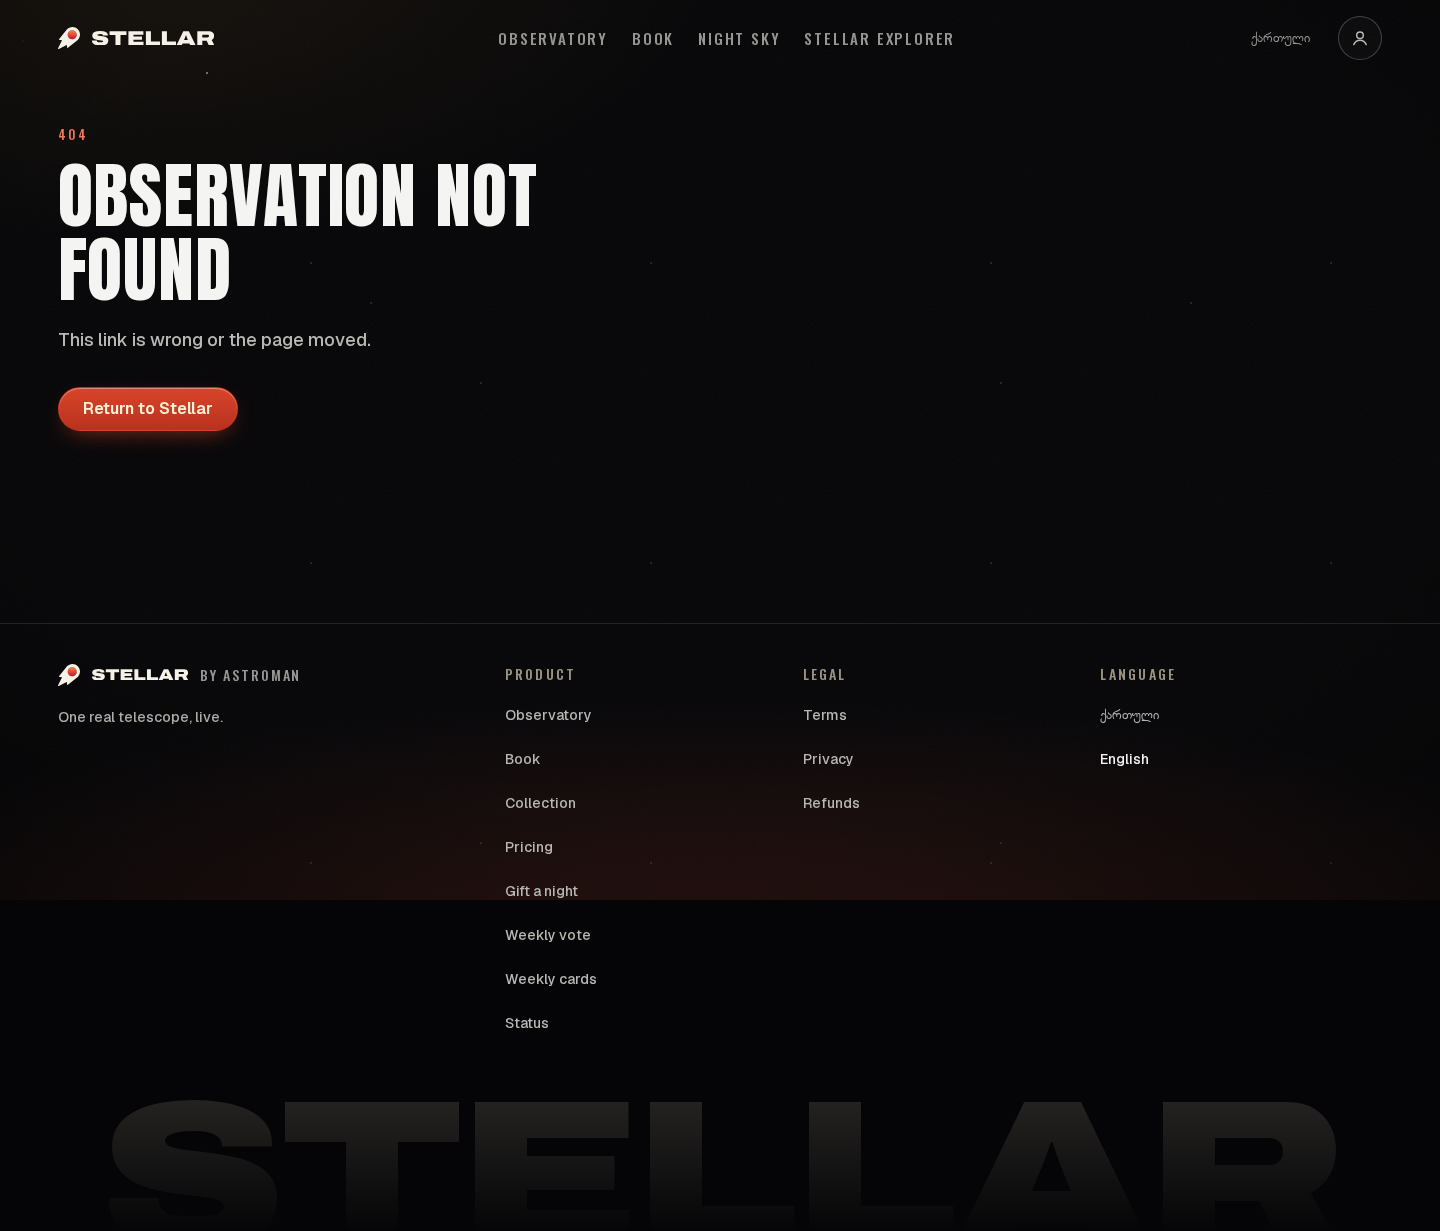 STELLAR
OBSERVATORY BOOK NIGHT SKY STELLAR EXPLORER
ქართული
404
OBSERVATION NOT
FOUND
This link is wrong or the page moved.
Return to Stellar
STELLAR BY ASTROMAN
One real telescope, live.
PRODUCT
Observatory
Book
Collection
Pricing
Gift a night
Weekly vote
Weekly cards
Status
LEGAL
Terms
Privacy
Refunds
LANGUAGE
ქართული
English
STELLAR